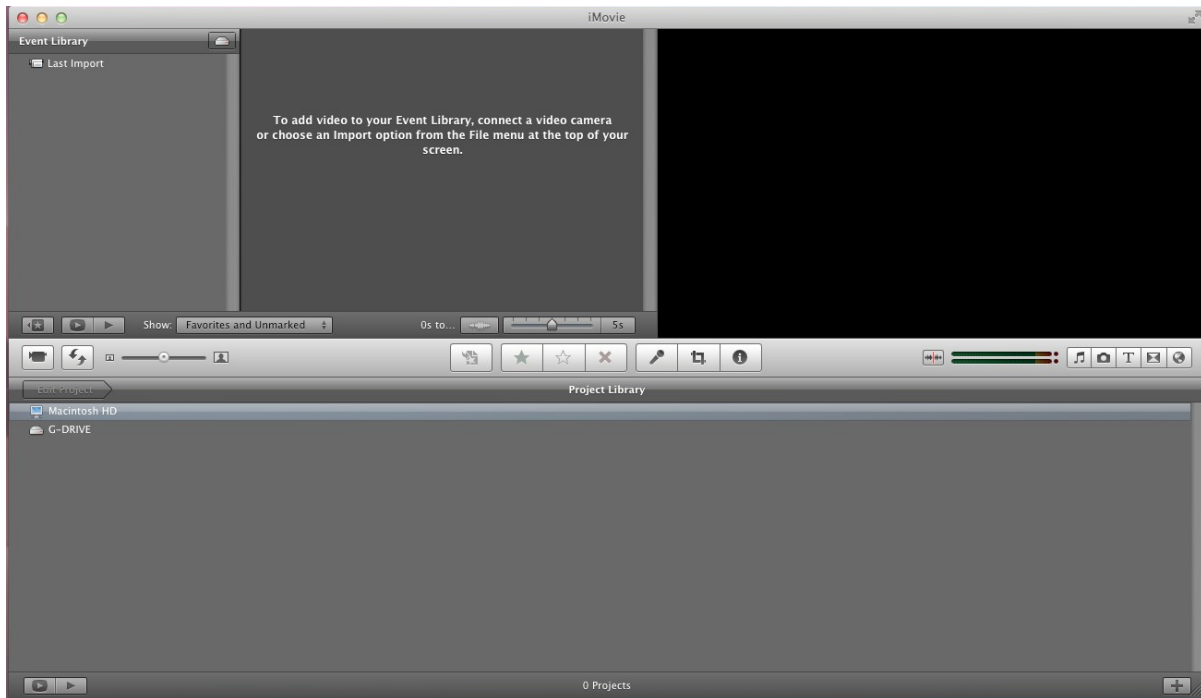 iMovie
Event Library
Last Import
To add video to your Event Library, connect a video camera
or choose an Import option from the File menu at the top of your
screen.
Show: Favorites and Unmarked 0s to... 5s
T
Edit Project Project Library
Macintosh HD
G-DRIVE
0 Projects